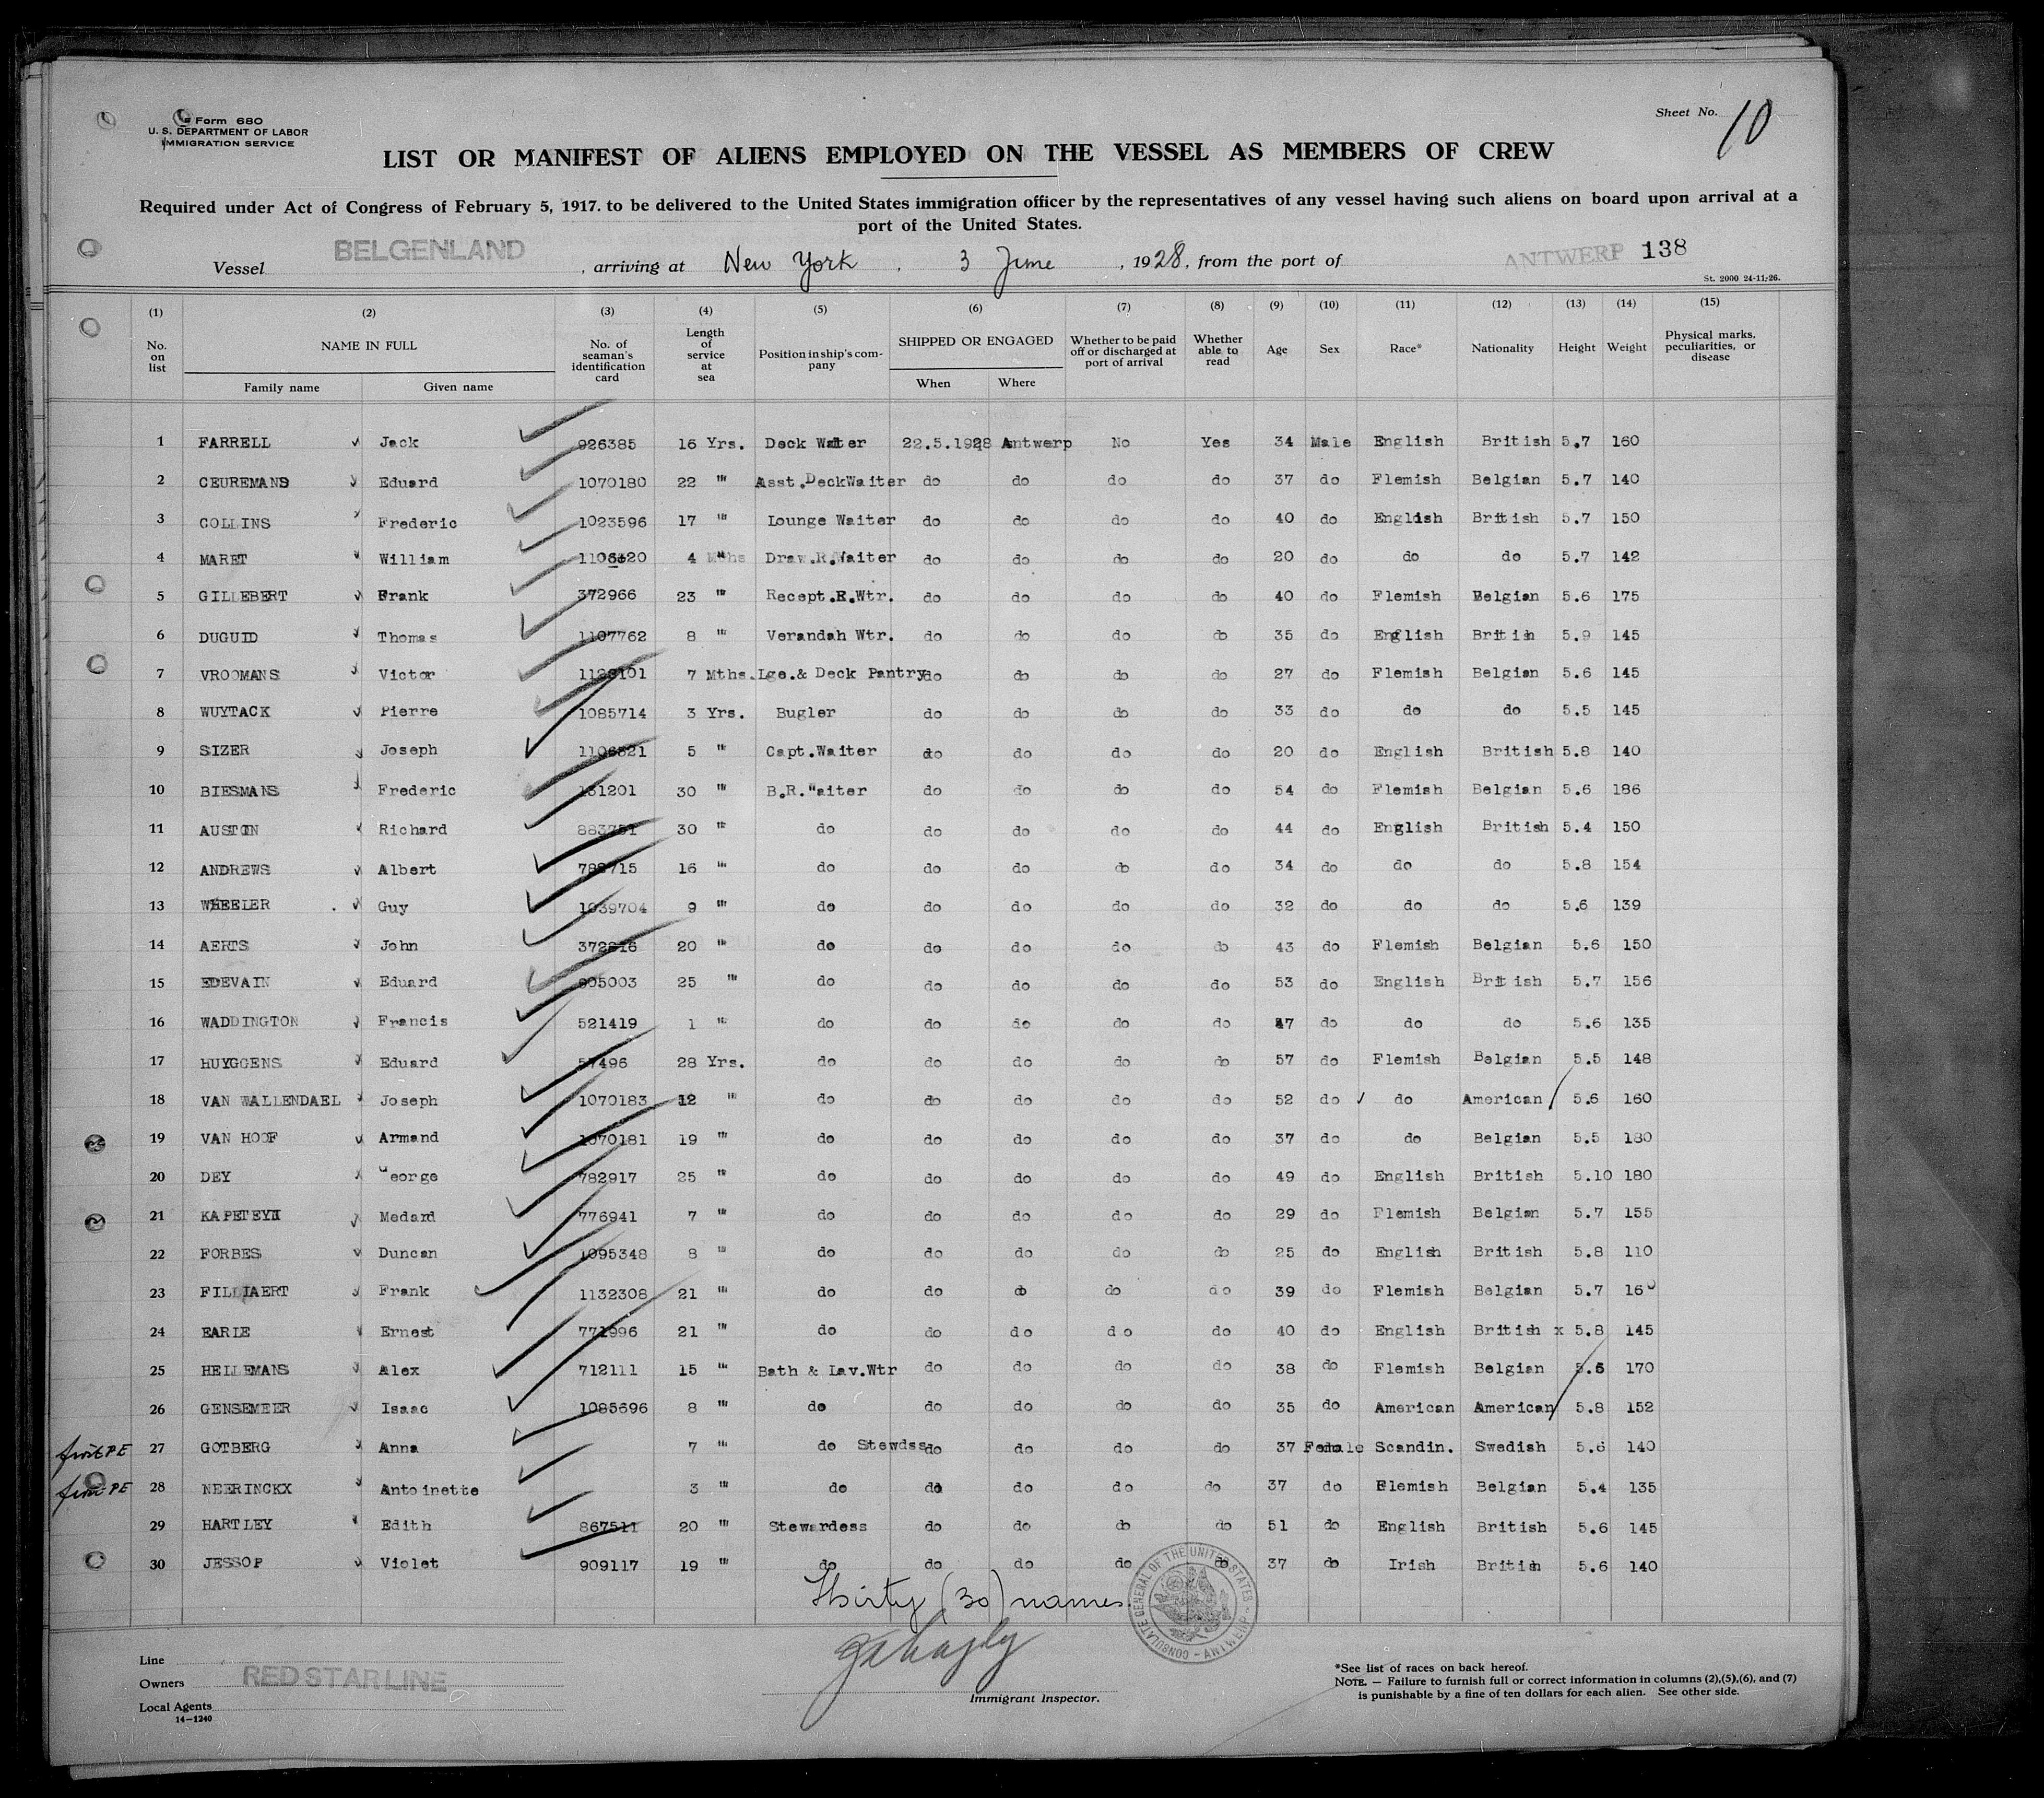 Form 680
U. S. DEPARTMENT OF LABOR
IMMIGRATION SERVICE
Sheet No. 10
LIST OR MANIFEST OF ALIENS EMPLOYED ON THE VESSEL AS MEMBERS OF CREW
Required under Act of Congress of February 5, 1917. to be delivered to the United States immigration officer by the representatives of any vessel having such aliens on board upon arrival at a
port of the United States.
Vessel BELGENLAND , arriving at New York , 3 June , 1928, from the port of ANTWERP 138
St. 2000 24-11-26.
(1) (2) (3) (4) (5) (6) (7) (8) (9) (10) (11) (12) (13) (14) (15)
No. on list NAME IN FULL Family name Given name No. of seaman's identification card Length of service at sea Position in ship's company SHIPPED OR ENGAGED When Where Whether to be paid off or discharged at port of arrival Whether able to read Age Sex Race* Nationality Height Weight Physical marks, peculiarities, or disease
1 FARRELL Jack 926385 16 Yrs. Deck Waiter 22.5.1928 Antwerp No Yes 34 Male English British 5.7 160
2 CEUREMANS Eduard 1070180 22 " Asst.DeckWaiter do do do do 37 do Flemish Belgian 5.7 140
3 COLLINS Frederic 1023596 17 " Lounge Waiter do do do do 40 do English British 5.7 150
4 MARET William 4 Mths Draw.R.Waiter do do do do 20 do do do 5.7 142
5 GILLEBERT Frank 372966 23 " Recept.R.Wtr. do do do do 40 do Flemish Belgian 5.6 175
6 DUGUID Thomas 1107762 8 " Verandah Wtr. do do do do 35 do English British 5.9 145
7 VROOMANS Victor 7 Mths. Lge.& Deck Pantry do do do do 27 do Flemish Belgian 5.6 145
8 WUYTACK Pierre 1085714 3 Yrs. Bugler do do do do 33 do do do 5.5 145
9 SIZER Joseph 1106321 5 " Capt.Waiter do do do do 20 do English British 5.8 140
10 BIESMANS Frederic 131201 30 " B.R."aiter do do do do 54 do Flemish Belgian 5.6 186
11 AUSTIN Richard 883751 30 " do do do do do 44 do English British 5.4 150
12 ANDREWS Albert 16 " do do do do do 34 do do do 5.8 154
13 WHEELER Guy 1039704 9 " do do do do do 32 do do do 5.6 139
14 AERTS John 20 " do do do do do 43 do Flemish Belgian 5.6 150
15 EDEVAIN Eduard 25 " do do do do do 53 do English British 5.7 156
16 WADDINGTON Francis 521419 1 " do do do do do 47 do do do 5.6 135
17 HUYGGENS Eduard 57496 28 Yrs. do do do do do 57 do Flemish Belgian 5.5 148
18 VAN WALLENDAEL Joseph 1070183 12 " do do do do do 52 do do American 5.6 160
19 VAN HOOF Armand 1070181 19 " do do do do do 37 do do Belgian 5.5 180
20 DEY "eorge 782917 25 " do do do do do 49 do English British 5.10 180
21 Medard 776941 7 " do do do do do 29 do Flemish Belgian 5.7 155
22 FORBES Duncan 1095348 8 " do do do do do 25 do English British 5.8 110
23 FILLIAERT Frank 1132308 21 " do do do do do 39 do Flemish Belgian 5.7 160
24 EARLE Ernest 771996 21 " do do do do do 40 do English British x 5.8 145
25 HELLEMANS Alex 712111 15 " Bath & Lav.Wtr do do do do 38 do Flemish Belgian 5.6 170
26 GENSEMEER Isaac 1085696 8 " do do do do do 35 do American American 5.8 152
27 GOTBERG Anna 7 " do Stewdss do do do do 37 Female Scandin. Swedish 5.6 140
28 NEERINCKX Antoinette 3 " do do do do do 37 do Flemish Belgian 5.4 135
29 HARTLEY Edith 867511 20 " Stewardess do do do do 51 do English British 5.6 145
30 JESSOP Violet 909117 19 " do do do do do 37 do Irish British 5.6 140
Thirty (30) names.
CONSULATE GENERAL OF THE UNITED STATES - ANTWERP -
Line
Owners RED STAR LINE
Local Agents
14-1240
Immigrant Inspector.
*See list of races on back hereof.
NOTE. — Failure to furnish full or correct information in columns (2),(5),(6), and (7)
is punishable by a fine of ten dollars for each alien. See other side.